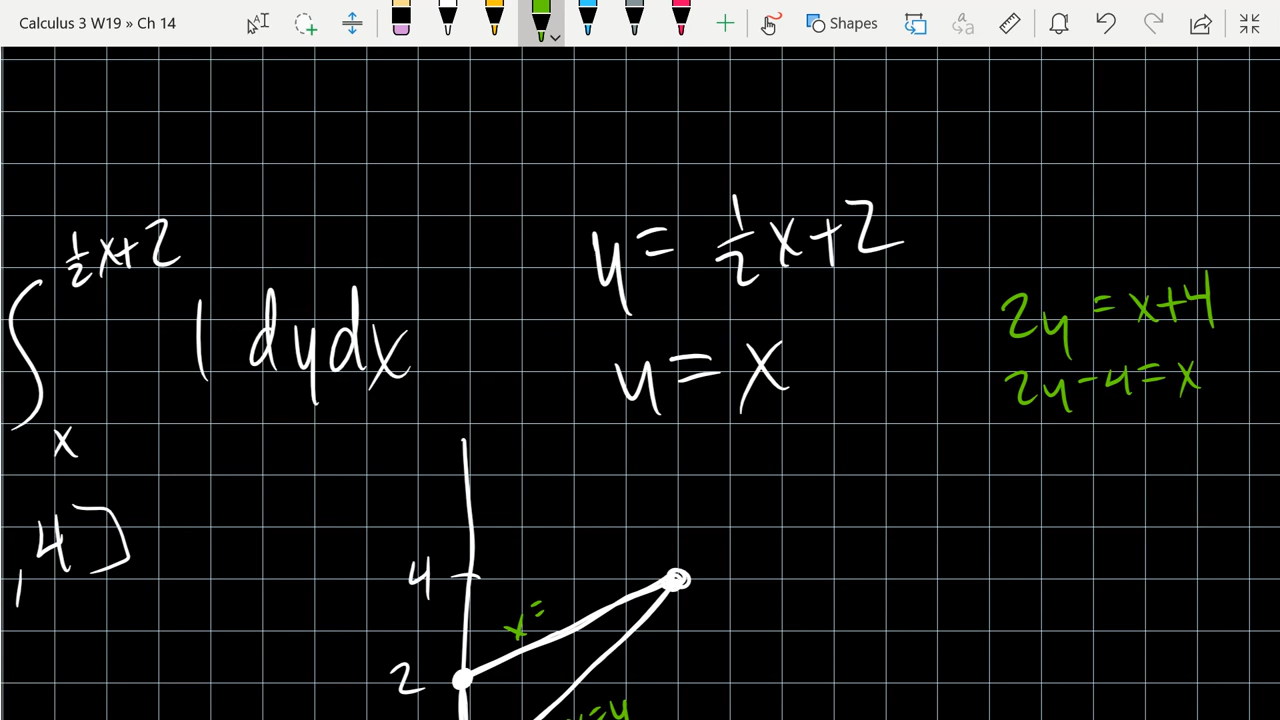 Calculus 3 W19 » Ch 14
Shapes
½x+2
∫ 1 dydx
x
y = ½x+2
y = x
2y = x+4
2y-4=x
,4]
4
x=
2
=y